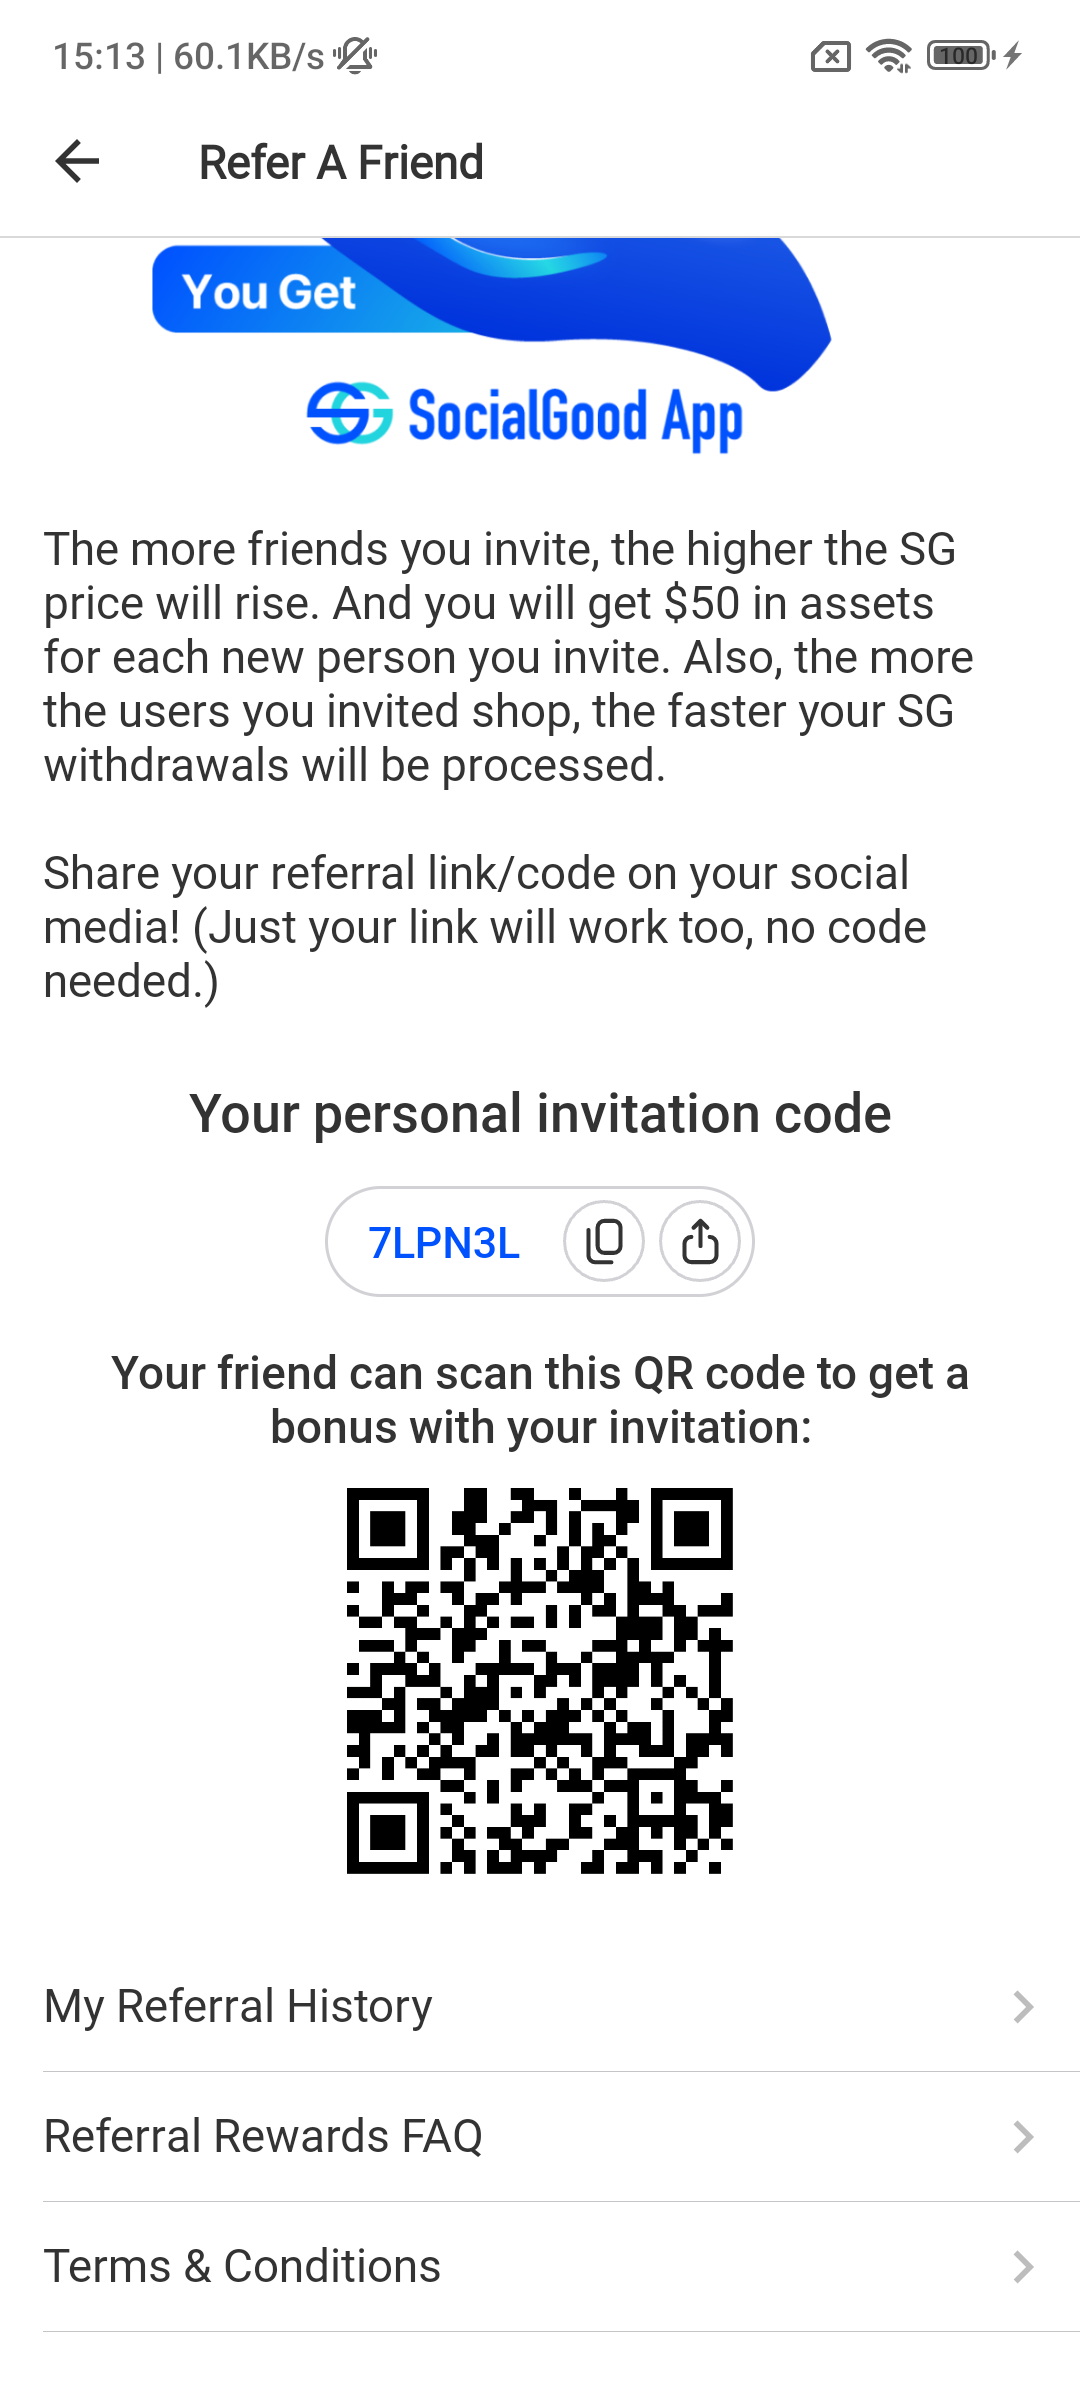 15:13 | 60.1KB/s
100
Refer A Friend
You Get
SocialGood App
The more friends you invite, the higher the SG
price will rise. And you will get $50 in assets
for each new person you invite. Also, the more
the users you invited shop, the faster your SG
withdrawals will be processed.
Share your referral link/code on your social
media! (Just your link will work too, no code
needed.)
Your personal invitation code
7LPN3L
Your friend can scan this QR code to get a
bonus with your invitation:
My Referral History
Referral Rewards FAQ
Terms & Conditions